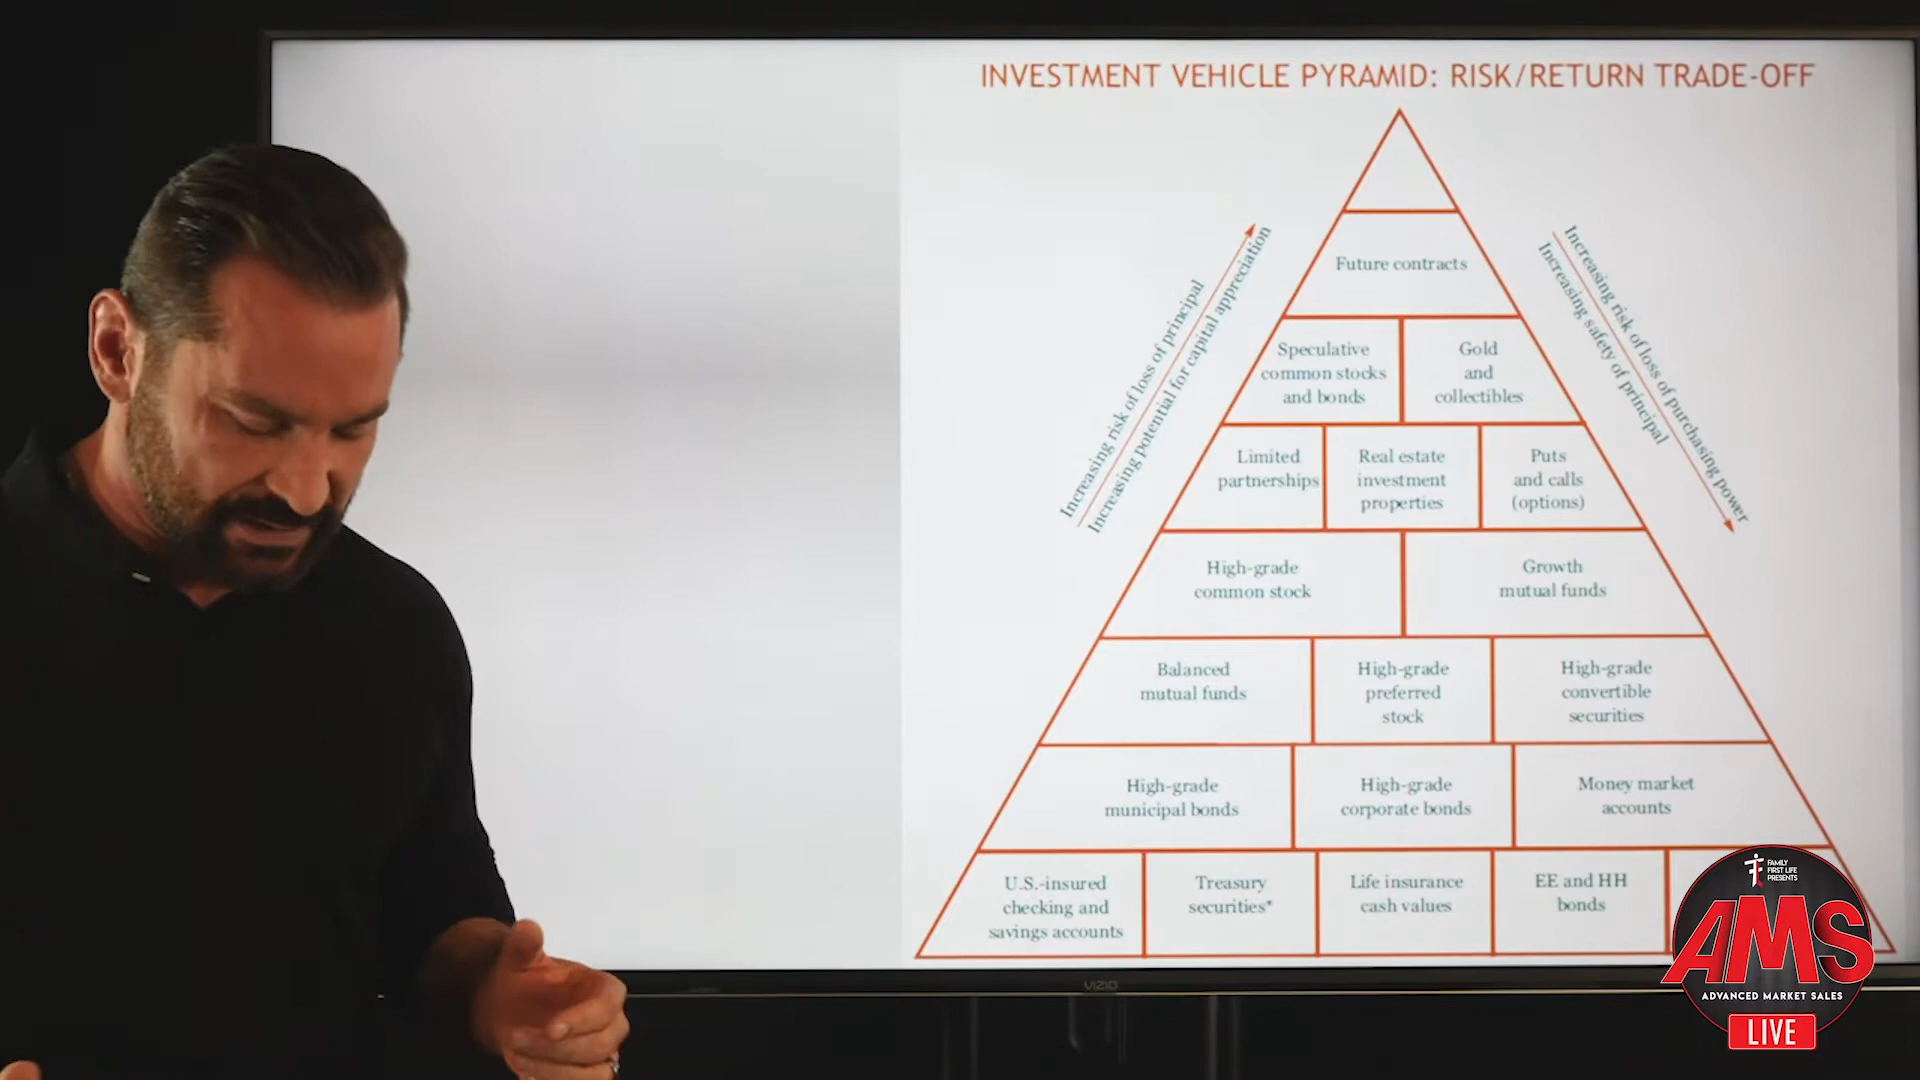 INVESTMENT VEHICLE PYRAMID: RISK/RETURN TRADE-OFF
Future contracts
Increasing risk of loss of principal
Increasing potential for capital appreciation
Increasing risk of loss of purchasing power
Increasing safety of principal
Speculative
common stocks
and bonds
Gold
and
collectibles
Limited
partnerships
Real estate
investment
properties
Puts
and calls
(options)
High-grade
common stock
Growth
mutual funds
Balanced
mutual funds
High-grade
preferred
stock
High-grade
convertible
securities
High-grade
municipal bonds
High-grade
corporate bonds
Money market
accounts
U.S.-insured
checking and
savings accounts
Treasury
securities*
Life insurance
cash values
EE and HH
bonds
VIZIO
FAMILY
FIRST LIFE
PRESENTS
AMS
ADVANCED MARKET SALES
LIVE